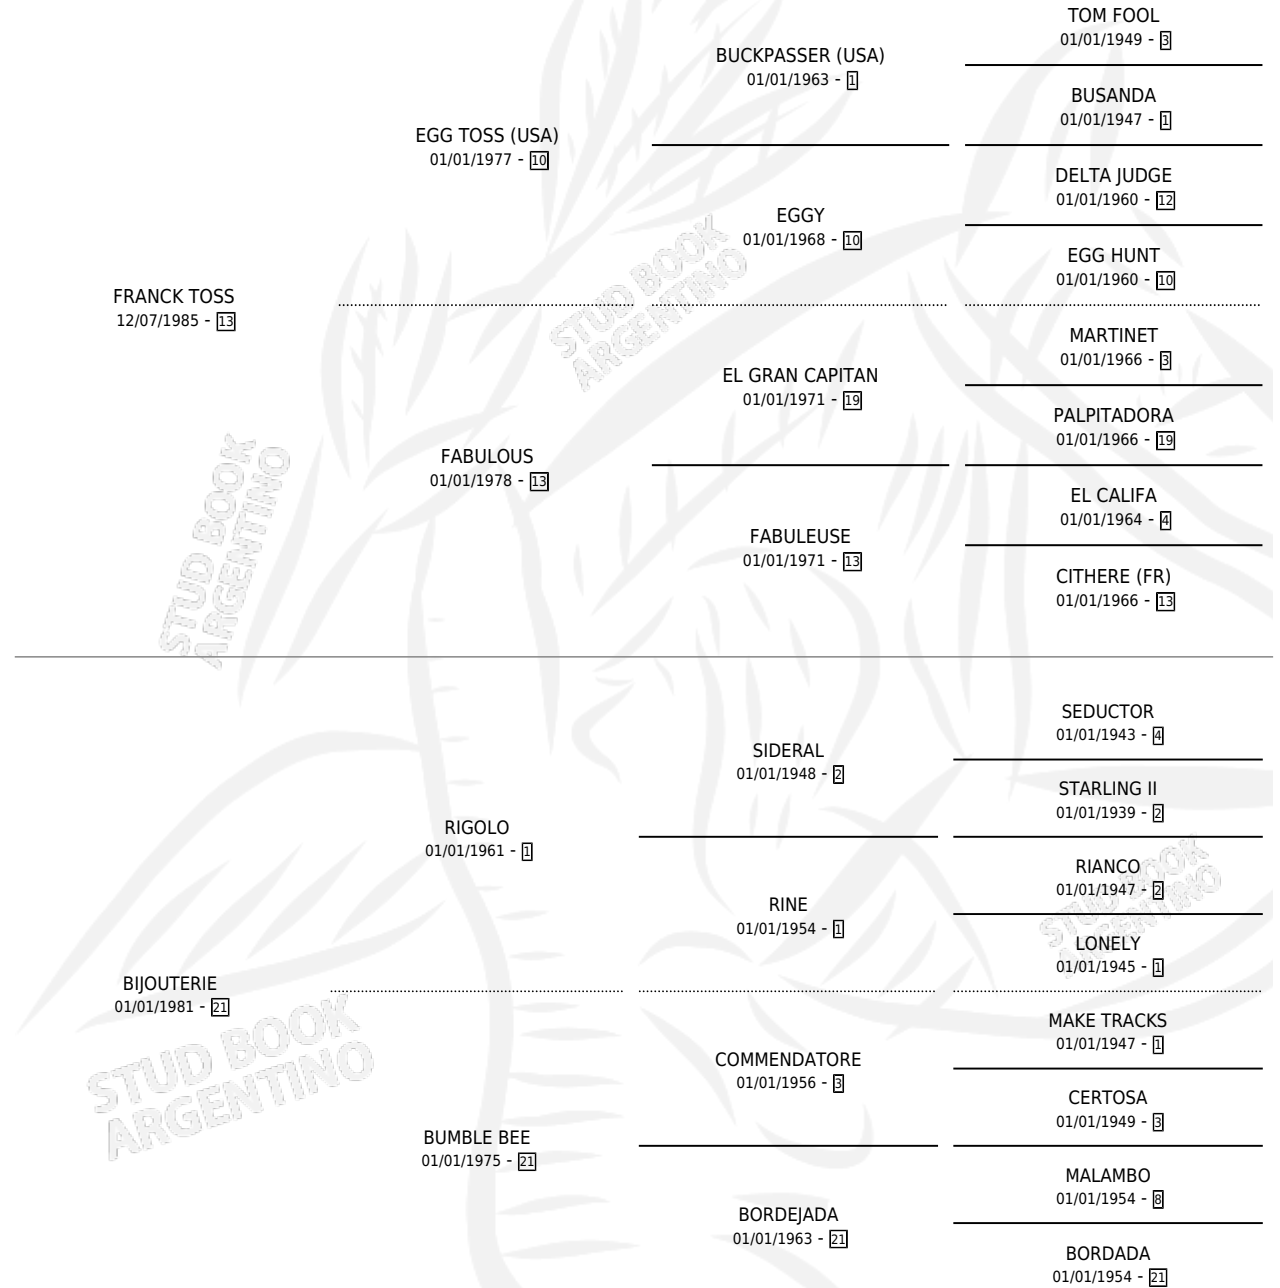 TOM FOOL
01/01/1949 - 3
BUCKPASSER (USA)
01/01/1963 - 1
BUSANDA
01/01/1947 - 1
EGG TOSS (USA)
01/01/1977 - 10
DELTA JUDGE
01/01/1960 - 12
EGGY
01/01/1968 - 10
EGG HUNT
01/01/1960 - 10
FRANCK TOSS
12/07/1985 - 13
STUD BOOK
ARGENTINO
MARTINET
01/01/1966 - 3
EL GRAN CAPITAN
01/01/1971 - 19
PALPITADORA
01/01/1966 - 19
FABULOUS
01/01/1978 - 13
EL CALIFA
01/01/1964 - 4
FABULEUSE
01/01/1971 - 13
CITHERE (FR)
01/01/1966 - 13
STUD BOOK
ARGENTINO
SEDUCTOR
01/01/1943 - 4
SIDERAL
01/01/1948 - 2
STARLING II
01/01/1939 - 2
RIGOLO
01/01/1961 - 1
RIANCO
01/01/1947 - 2
RINE
01/01/1954 - 1
STUD BOOK
ARGENTINO
LONELY
01/01/1945 - 1
BIJOUTERIE
01/01/1981 - 21
STUD BOOK
ARGENTINO
MAKE TRACKS
01/01/1947 - 1
COMMENDATORE
01/01/1956 - 3
CERTOSA
01/01/1949 - 3
BUMBLE BEE
01/01/1975 - 21
MALAMBO
01/01/1954 - 8
BORDEJADA
01/01/1963 - 21
BORDADA
01/01/1954 - 21